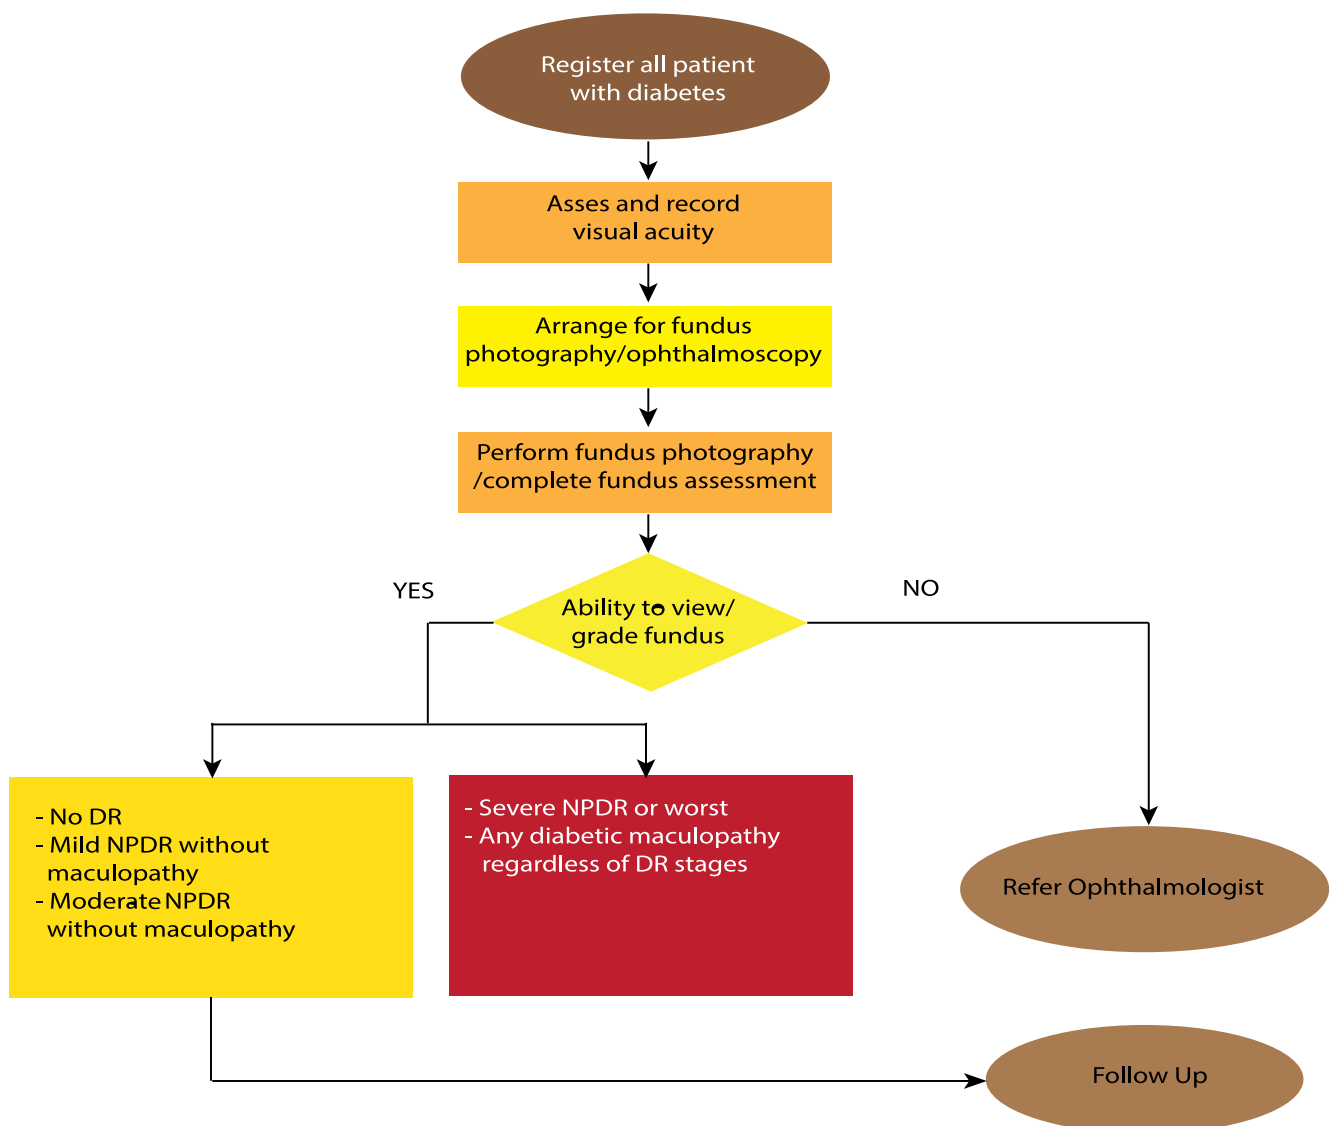 Register all patient
with diabetes
Asses and record
visual acuity
Arrange for fundus
photography/ophthalmoscopy
Perform fundus photography
/complete fundus assessment
YES
NO
Ability to view/
grade fundus
- No DR
- Mild NPDR without
maculopathy
- Moderate NPDR
without maculopathy
- Severe NPDR or worst
- Any diabetic maculopathy
regardless of DR stages
Refer Ophthalmologist
Follow Up